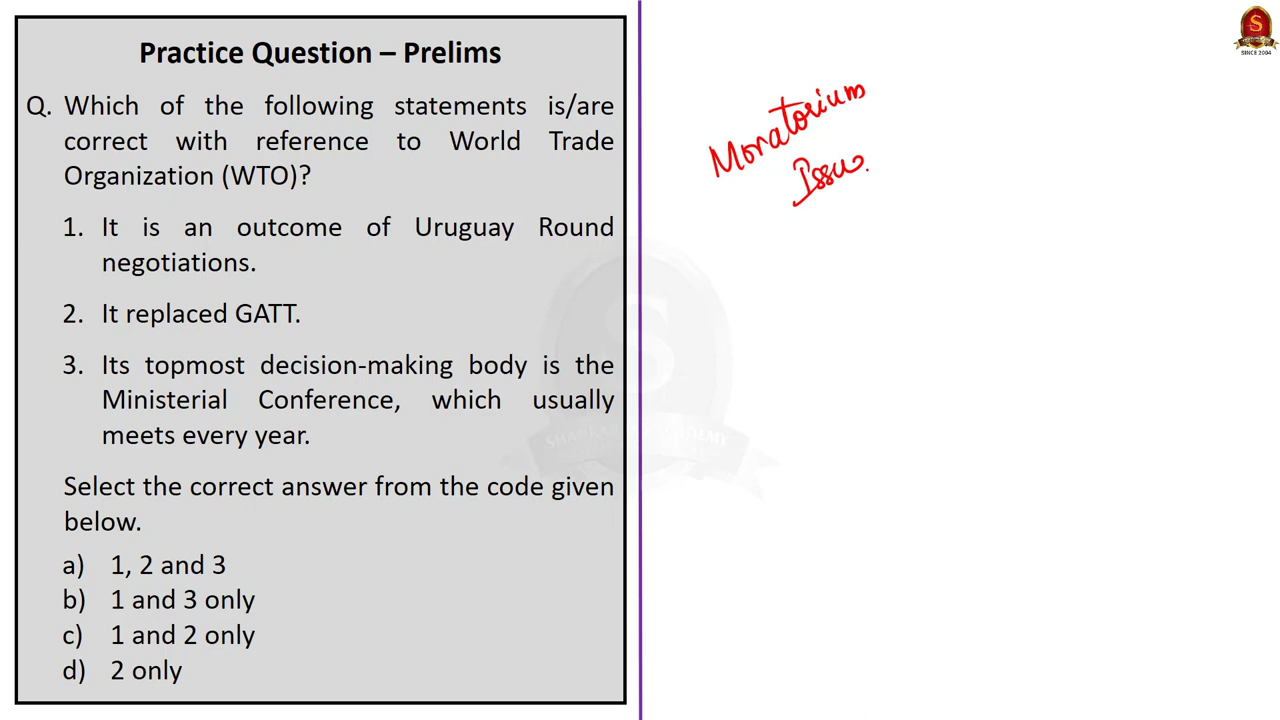 Practice Question – Prelims
Q. Which of the following statements is/are
correct with reference to World Trade
Organization (WTO)?
1. It is an outcome of Uruguay Round
negotiations.
2. It replaced GATT.
3. Its topmost decision-making body is the
Ministerial Conference, which usually
meets every year.
Select the correct answer from the code given
below.
a) 1, 2 and 3
b) 1 and 3 only
c) 1 and 2 only
d) 2 only
Moratorium
Issue
S
SINCE 2004
S